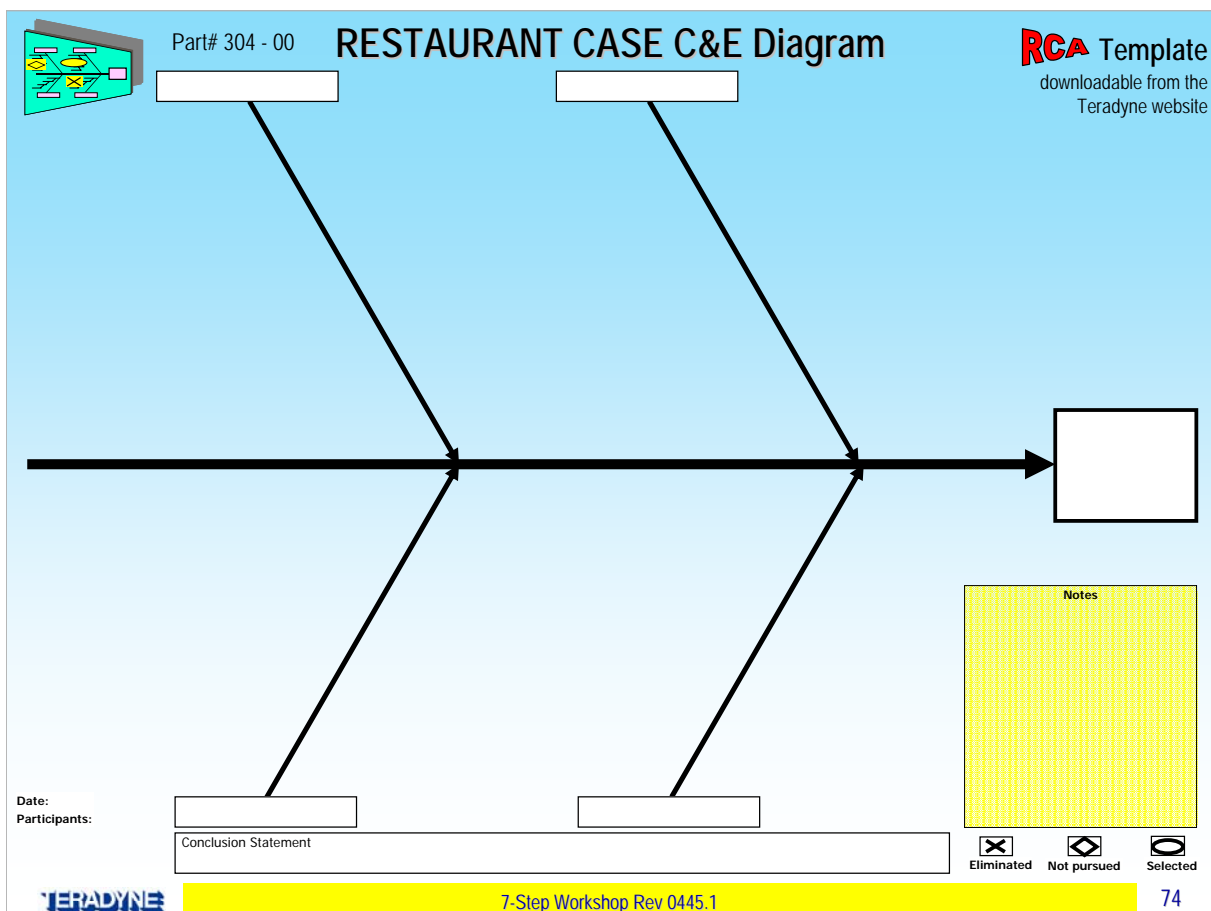 Part# 304 - 00
RESTAURANT CASE C&E Diagram
RCA Template
downloadable from the
Teradyne website
Notes
Date:
Participants:
Conclusion Statement
Eliminated
Not pursued
Selected
TERADYNE
7-Step Workshop Rev 0445.1
74